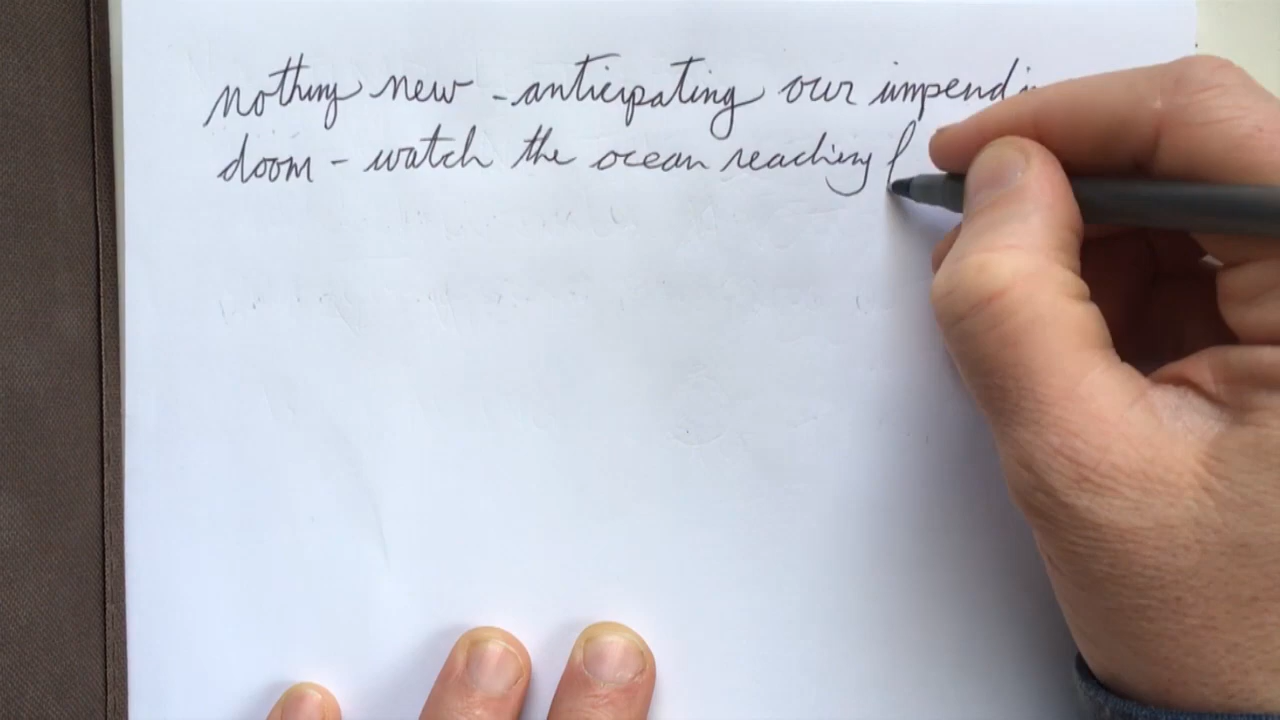 nothing new - anticipating our
doom - watch the ocean reaching